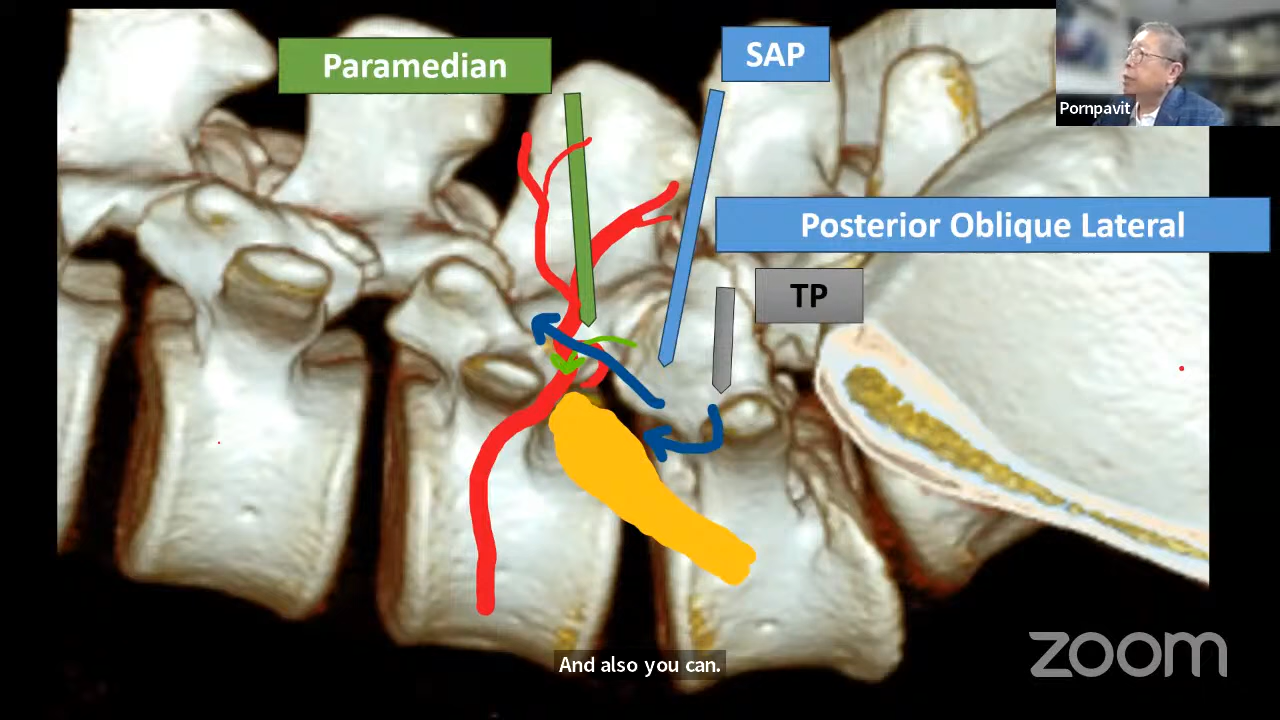 Paramedian
SAP
Pornpavit
Posterior Oblique Lateral
TP
And also you can.
zoom